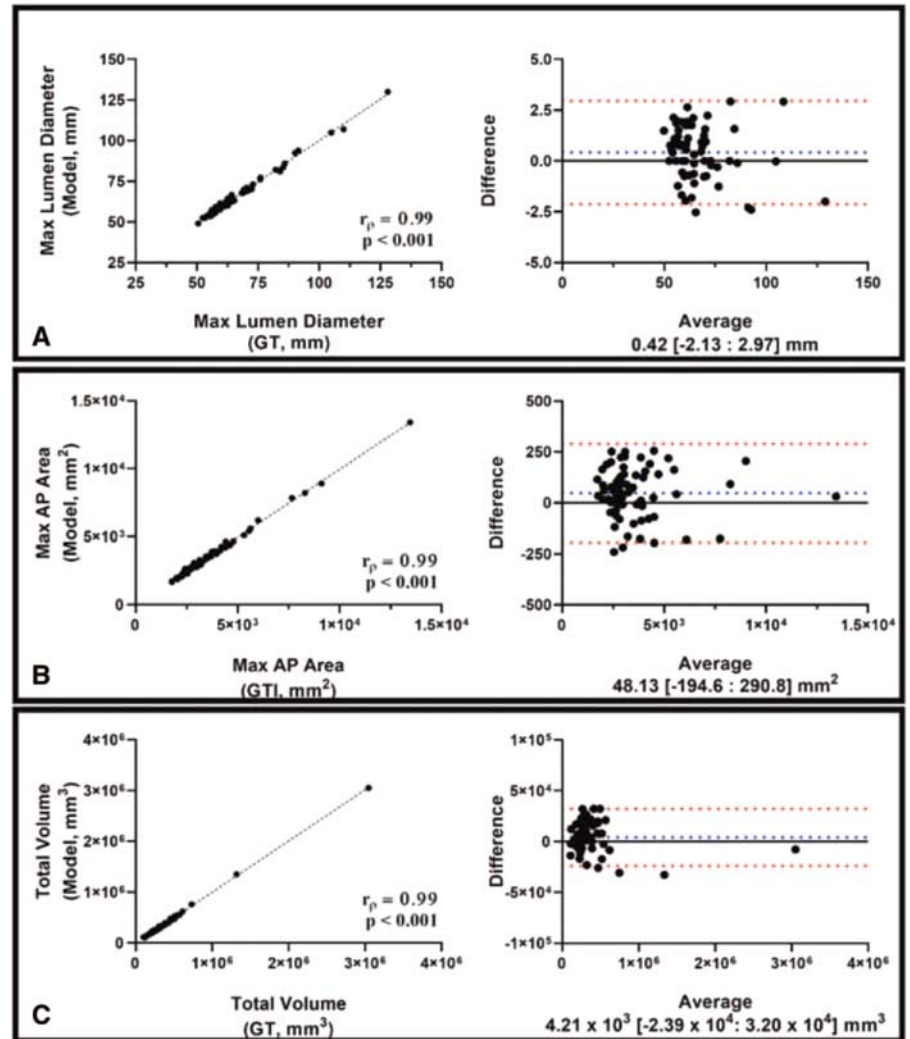 150
125
100
75
50
25
Max Lumen Diameter
(Model, mm)
rρ = 0.99
p < 0.001
25 50 75 100 125 150
Max Lumen Diameter
(GT, mm)
A
5.0
2.5
0.0
-2.5
-5.0
Difference
0 50 100 150
Average
0.42 [-2.13 : 2.97] mm
1.5×10⁴
1×10⁴
5×10³
0
Max AP Area
(Model, mm²)
rρ = 0.99
p < 0.001
0 5×10³ 1×10⁴ 1.5×10⁴
Max AP Area
(GTI, mm²)
B
500
250
0
-250
-500
Difference
0 5×10³ 1×10⁴ 1.5×10⁴
Average
48.13 [-194.6 : 290.8] mm²
4×10⁶
3×10⁶
2×10⁶
1×10⁶
0
Total Volume
(Model, mm³)
rρ = 0.99
p < 0.001
0 1×10⁶ 2×10⁶ 3×10⁶ 4×10⁶
Total Volume
(GT, mm³)
C
1×10⁵
5×10⁴
0
-5×10⁴
-1×10⁵
Difference
0 1×10⁶ 2×10⁶ 3×10⁶ 4×10⁶
Average
4.21 x 10³ [-2.39 x 10⁴: 3.20 x 10⁴] mm³